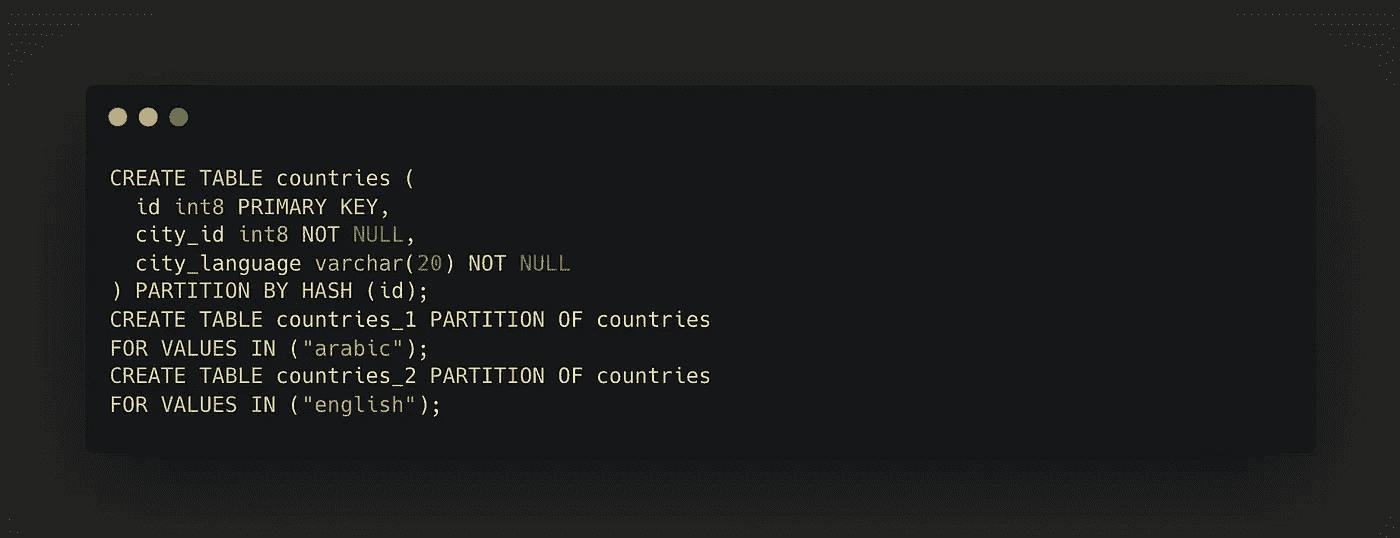 CREATE TABLE countries (
  id int8 PRIMARY KEY,
  city_id int8 NOT NULL,
  city_language varchar(20) NOT NULL
) PARTITION BY HASH (id);
CREATE TABLE countries_1 PARTITION OF countries
FOR VALUES IN ("arabic");
CREATE TABLE countries_2 PARTITION OF countries
FOR VALUES IN ("english");